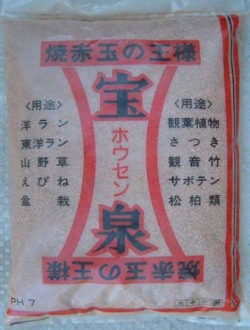 焼赤玉の王様
宝泉
ホウセン
<用途>
洋ラン
東洋ラン
山野草
えびね
盆栽
<用途>
観葉植物
さつき
観音竹
サボテン
松柏類
焼赤玉の王様
PH 7